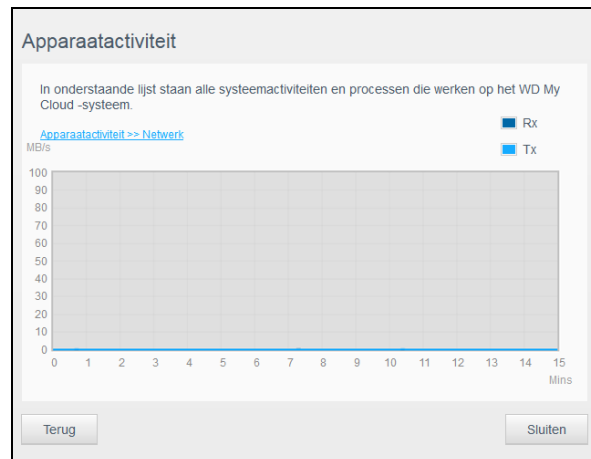 Apparaatactiviteit
In onderstaande lijst staan alle systeemactiviteiten en processen die werken op het WD My
Cloud -systeem.
Rx
Apparaatactiviteit >> Netwerk
Tx
MB/s
100
90
80
70
60
50
40
30
20
10
0
0 1 2 3 4 5 6 7 8 9 10 11 12 13 14 15
Mins
Terug Sluiten